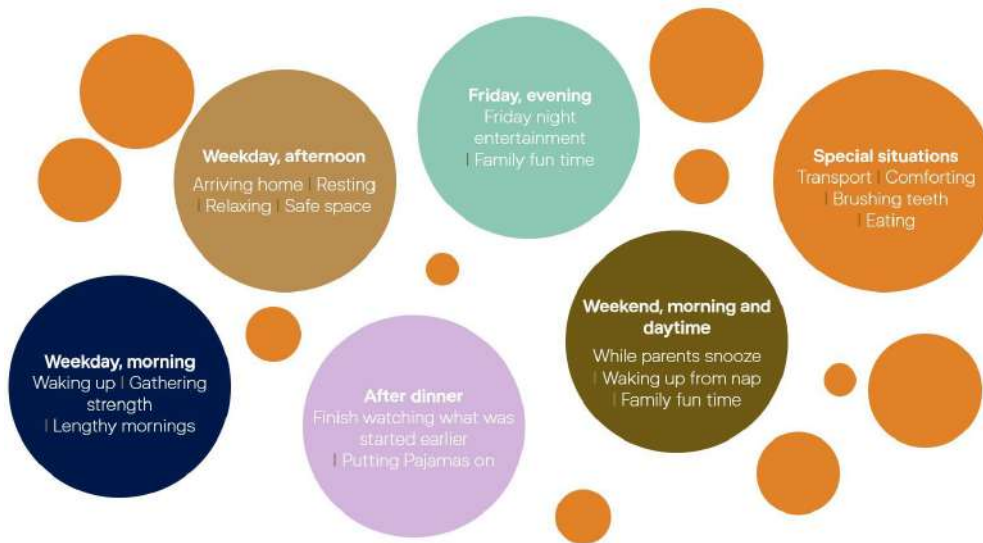 Weekday, afternoon
Arriving home | Resting
| Relaxing | Safe space
Friday, evening
Friday night
entertainment
| Family fun time
Special situations
Transport | Comforting
| Brushing teeth
| Eating
Weekday, morning
Waking up | Gathering
strength
| Lengthy mornings
After dinner
Finish watching what was
started earlier
| Putting Pajamas on
Weekend, morning and
daytime
While parents snooze
| Waking up from nap
| Family fun time